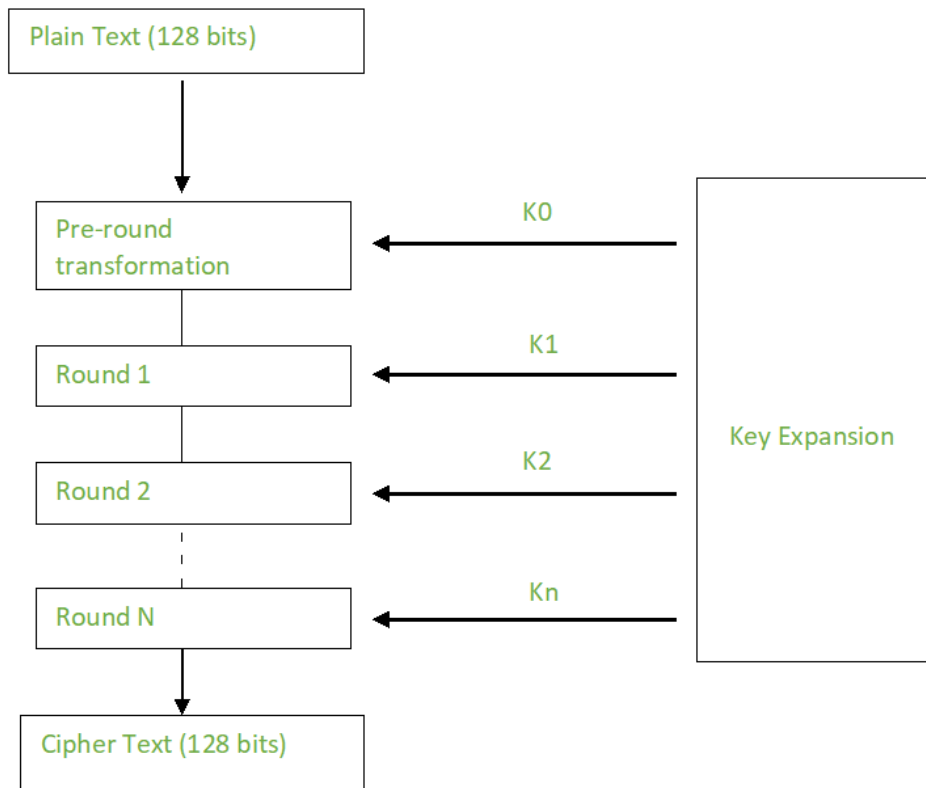 Plain Text (128 bits)
K0
Pre-round
transformation
K1
Round 1
Key Expansion
K2
Round 2
Kn
Round N
Cipher Text (128 bits)